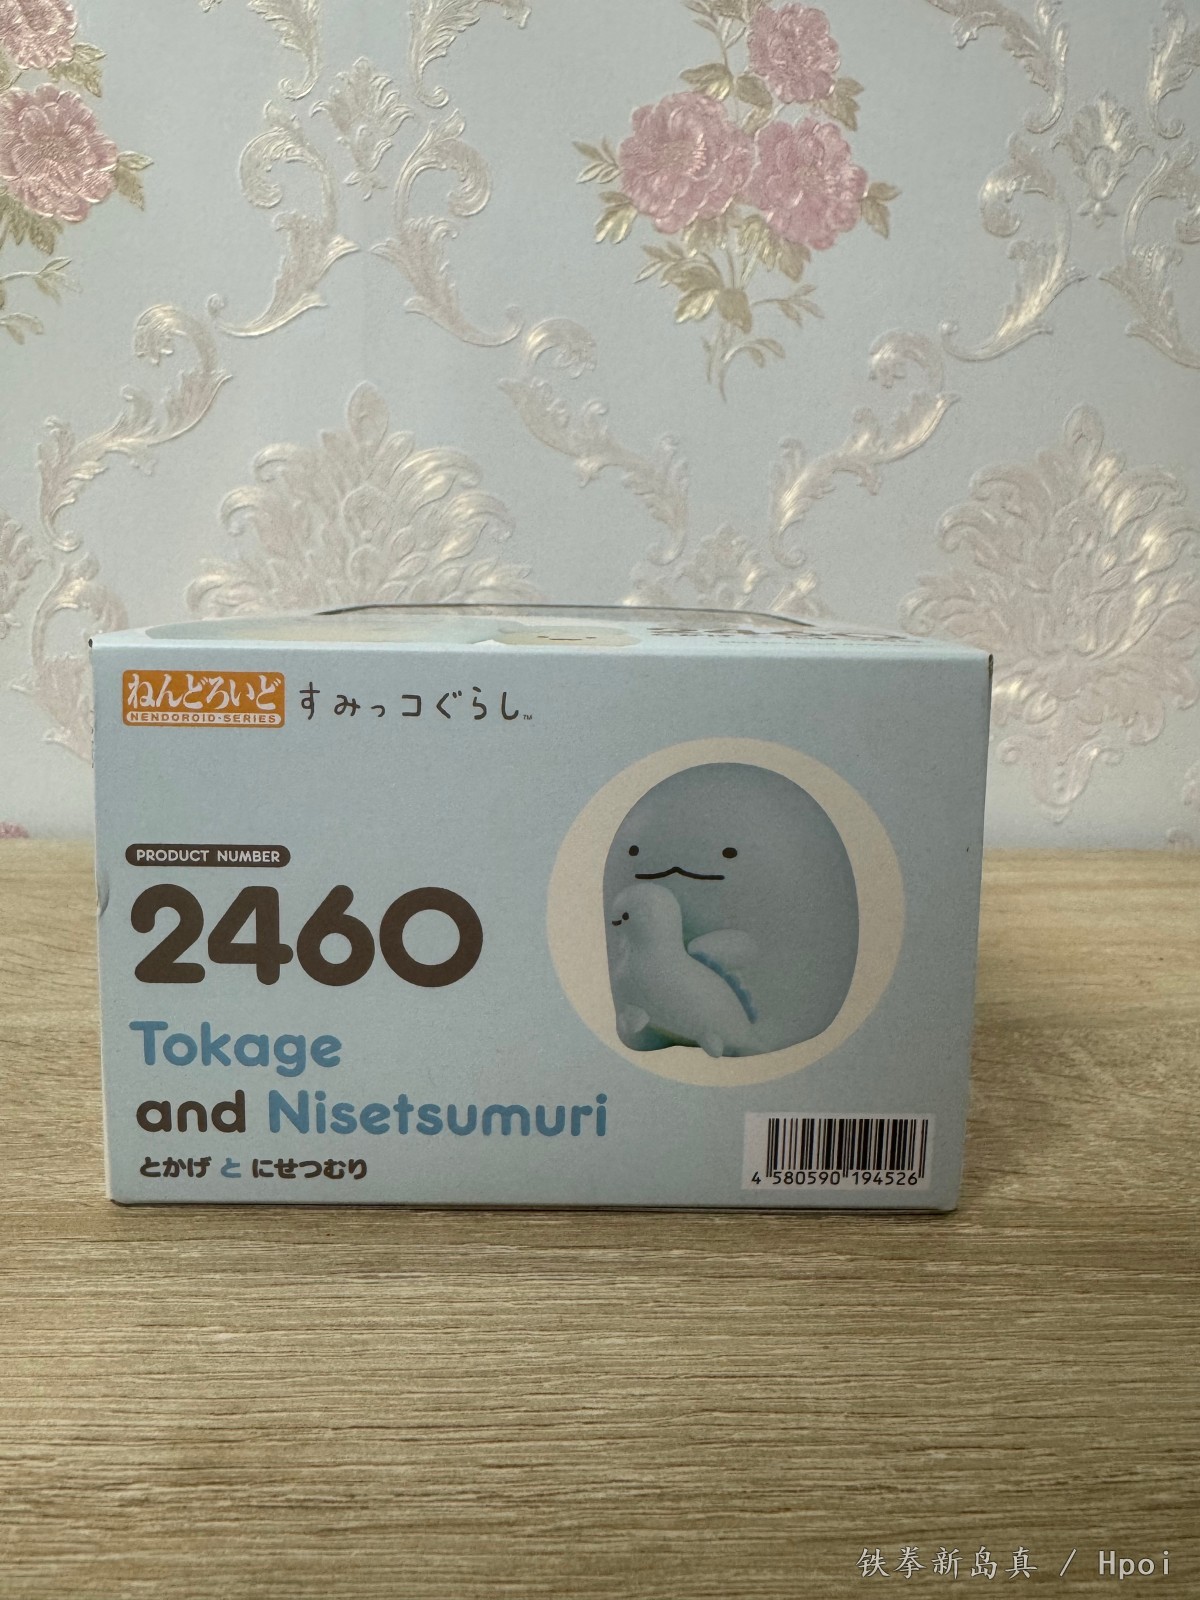 ねんどろいど
NENDOROID·SERIES
すみっコぐらし™
PRODUCT NUMBER
2460
Tokage
and Nisetsumuri
とかげ と にせつむり
4 580590 194526
铁拳新岛真 / Hpoi